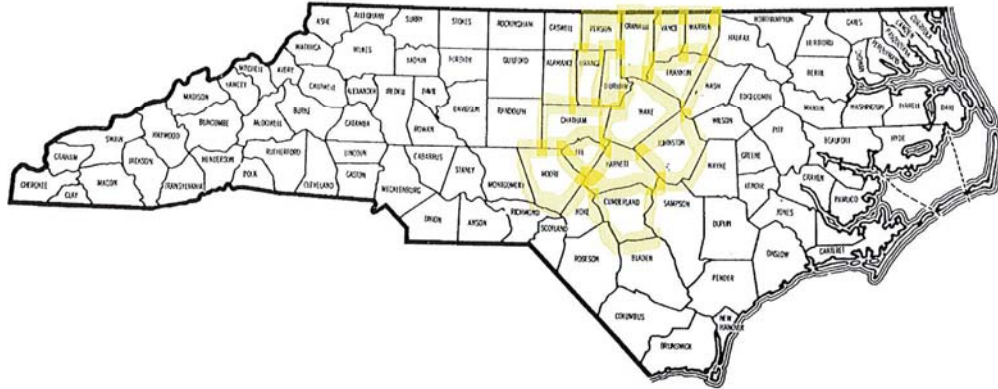 ASHE
ALLEGHANY
SURRY
STOKES
ROCKINGHAM
CASWELL
PERSON
GRANVILLE
VANCE
WARREN
NORTHAMPTON
GATES
CAMDEN
HALIFAX
HERTFORD
WATAUGA
WILKES
YADKIN
FORSYTH
GUILFORD
ALAMANCE
ORANGE
DURHAM
FRANKLIN
NASH
BERTIE
MITCHELL
AVERY
YANCEY
CALDWELL
ALEXANDER
IREDELL
DAVIE
DAVIDSON
RANDOLPH
CHATHAM
WAKE
EDGECOMBE
MARTIN
WASHINGTON
TYRRELL
DARE
MADISON
BUNCOMBE
McDOWELL
BURKE
CATAWBA
ROWAN
WILSON
PITT
BEAUFORT
HYDE
SWAIN
HAYWOOD
LEE
JOHNSTON
GRAHAM
JACKSON
HENDERSON
RUTHERFORD
LINCOLN
CABARRUS
STANLY
MONTGOMERY
MOORE
HARNETT
WAYNE
GREENE
CRAVEN
PAMLICO
CHEROKEE
CLAY
MACON
TRANSYLVANIA
POLK
CLEVELAND
GASTON
MECKLENBURG
UNION
ANSON
RICHMOND
SCOTLAND
HOKE
CUMBERLAND
SAMPSON
DUPLIN
LENOIR
JONES
CARTERET
ONSLOW
ROBESON
BLADEN
PENDER
COLUMBUS
NEW
HANOVER
BRUNSWICK